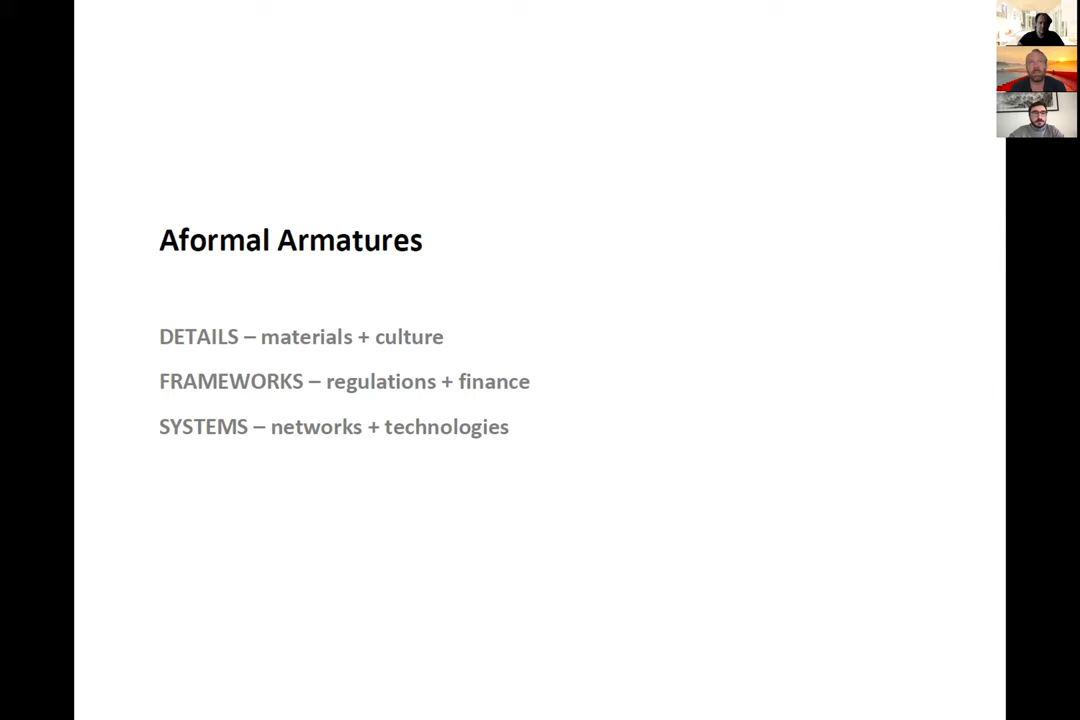 Aformal Armatures
DETAILS – materials + culture
FRAMEWORKS – regulations + finance
SYSTEMS – networks + technologies